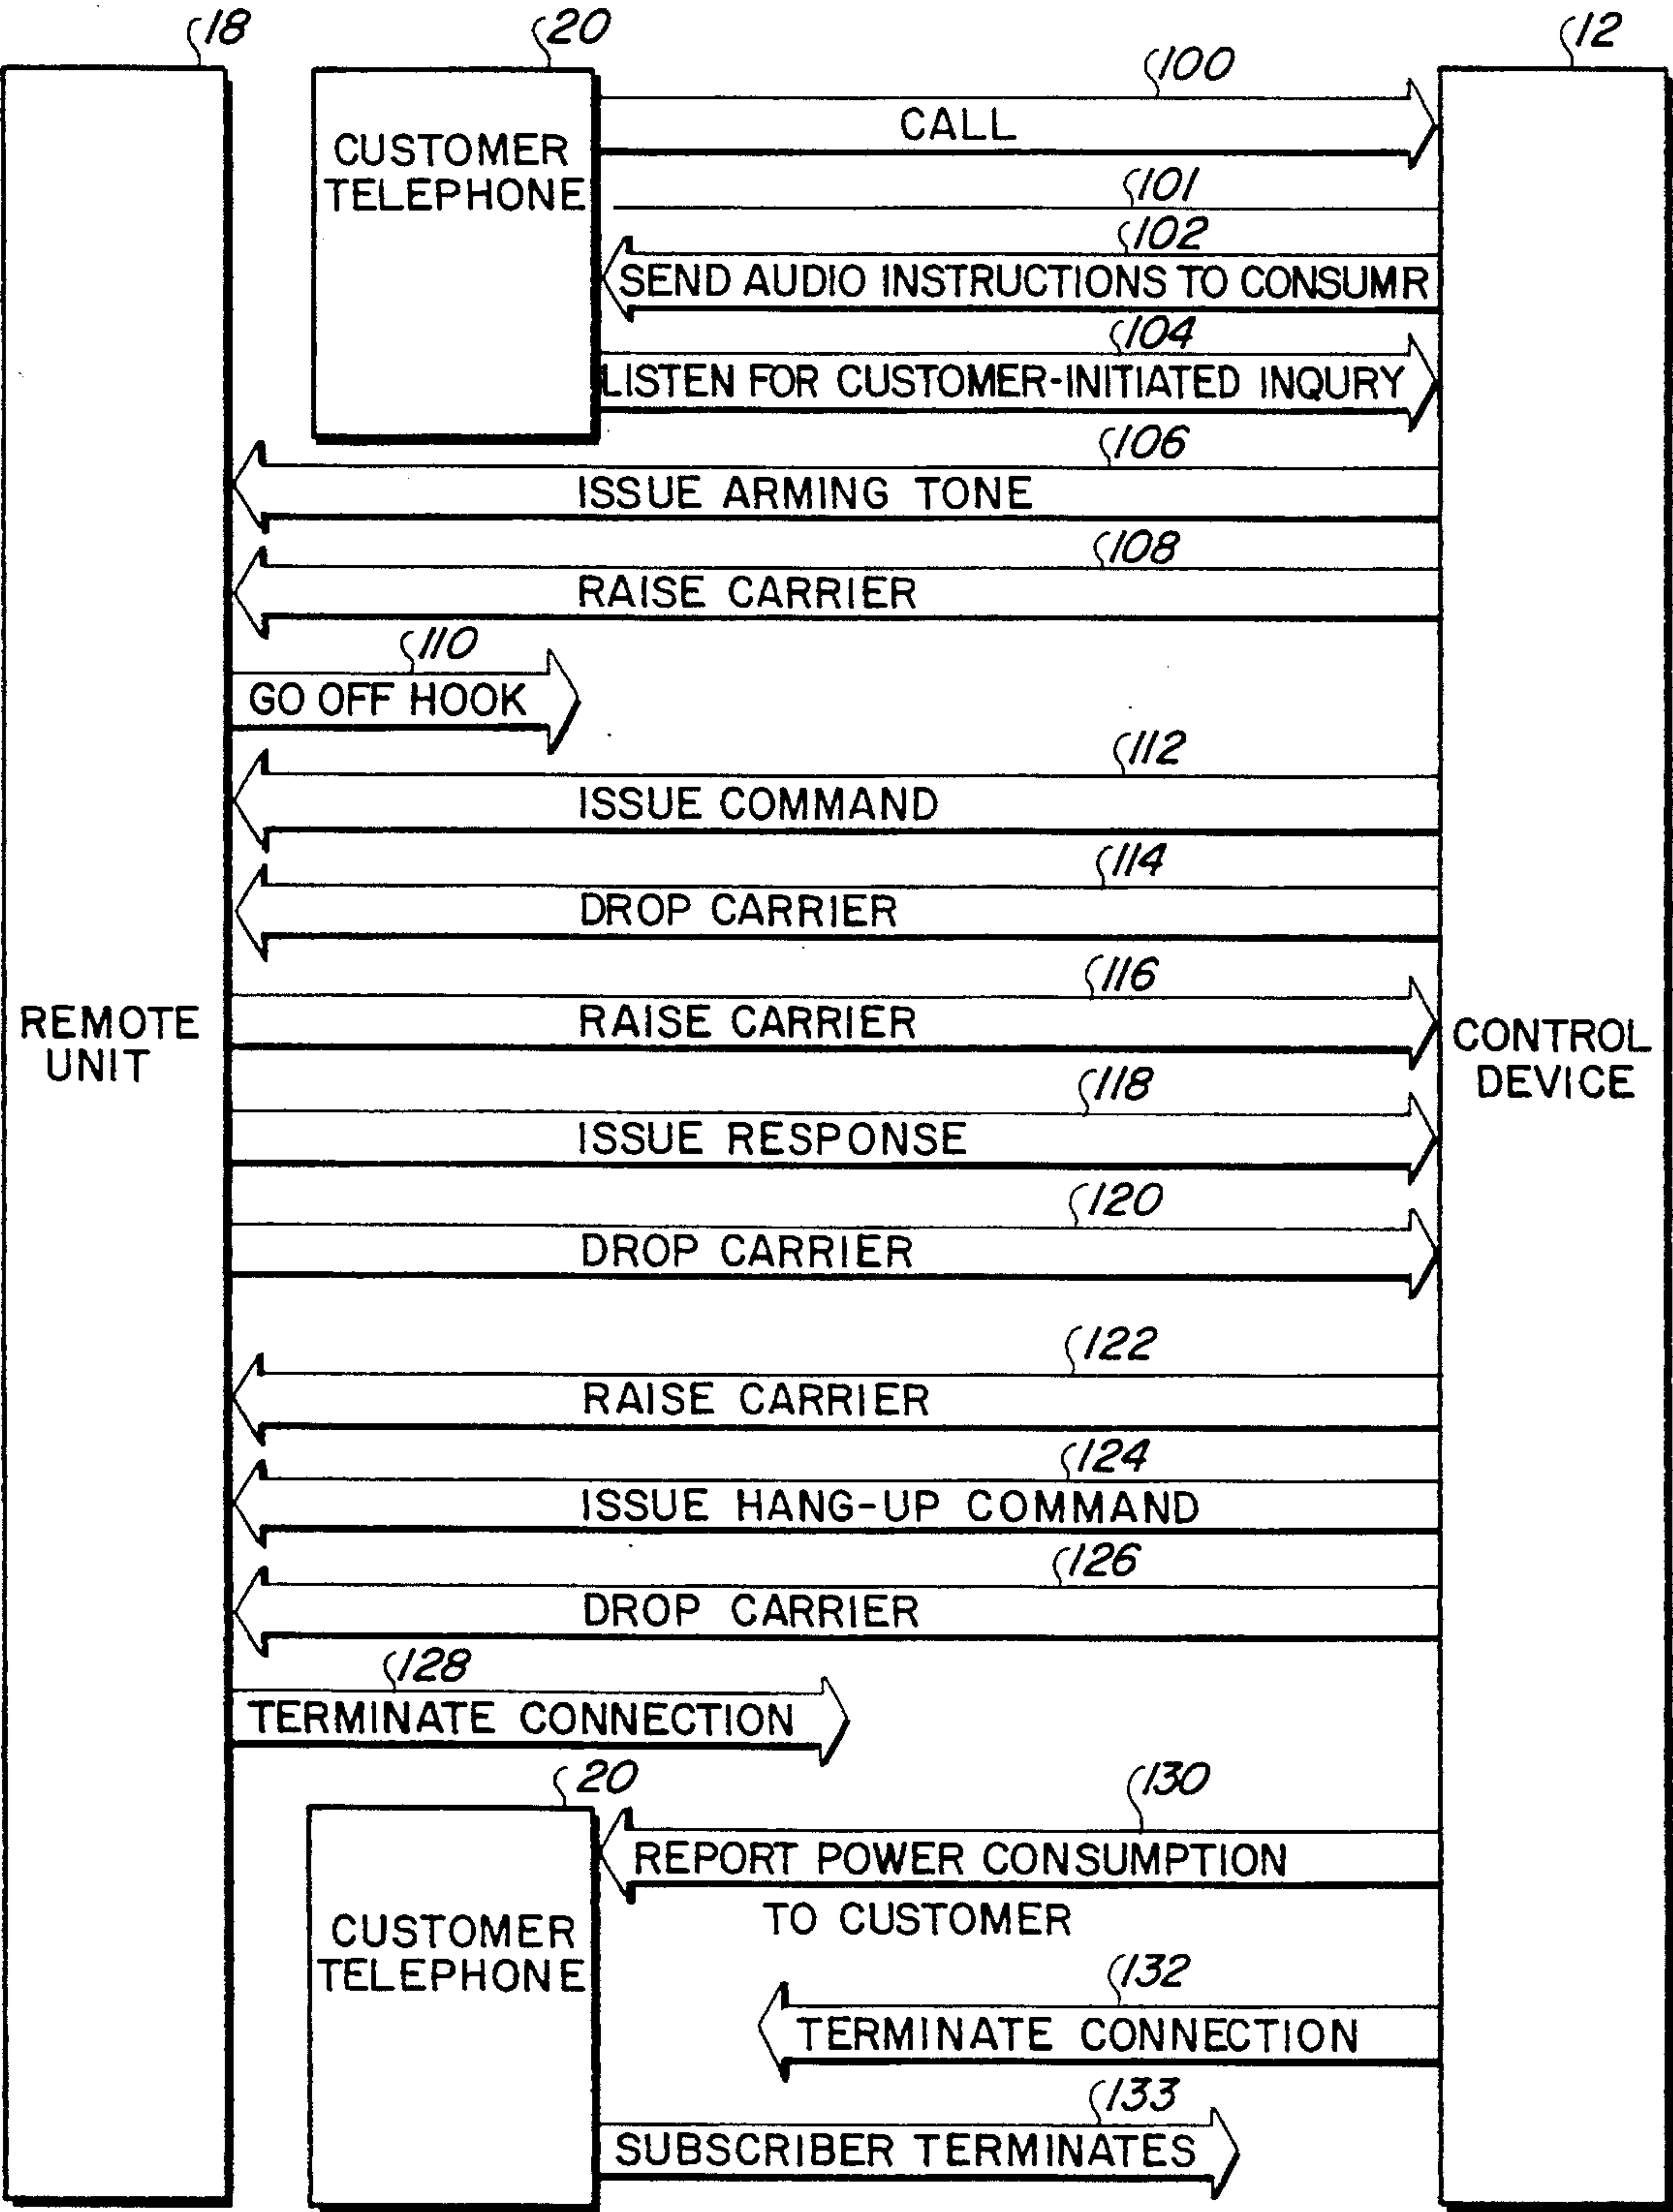 18
20
12
100
CALL
CUSTOMER
TELEPHONE
101
102
SEND AUDIO INSTRUCTIONS TO CONSUMR
104
LISTEN FOR CUSTOMER-INITIATED INQURY
106
ISSUE ARMING TONE
108
RAISE CARRIER
110
GO OFF HOOK
112
ISSUE COMMAND
114
DROP CARRIER
116
RAISE CARRIER
REMOTE
UNIT
CONTROL
DEVICE
118
ISSUE RESPONSE
120
DROP CARRIER
122
RAISE CARRIER
124
ISSUE HANG-UP COMMAND
126
DROP CARRIER
128
TERMINATE CONNECTION
20
130
REPORT POWER CONSUMPTION
TO CUSTOMER
CUSTOMER
TELEPHONE
132
TERMINATE CONNECTION
133
SUBSCRIBER TERMINATES